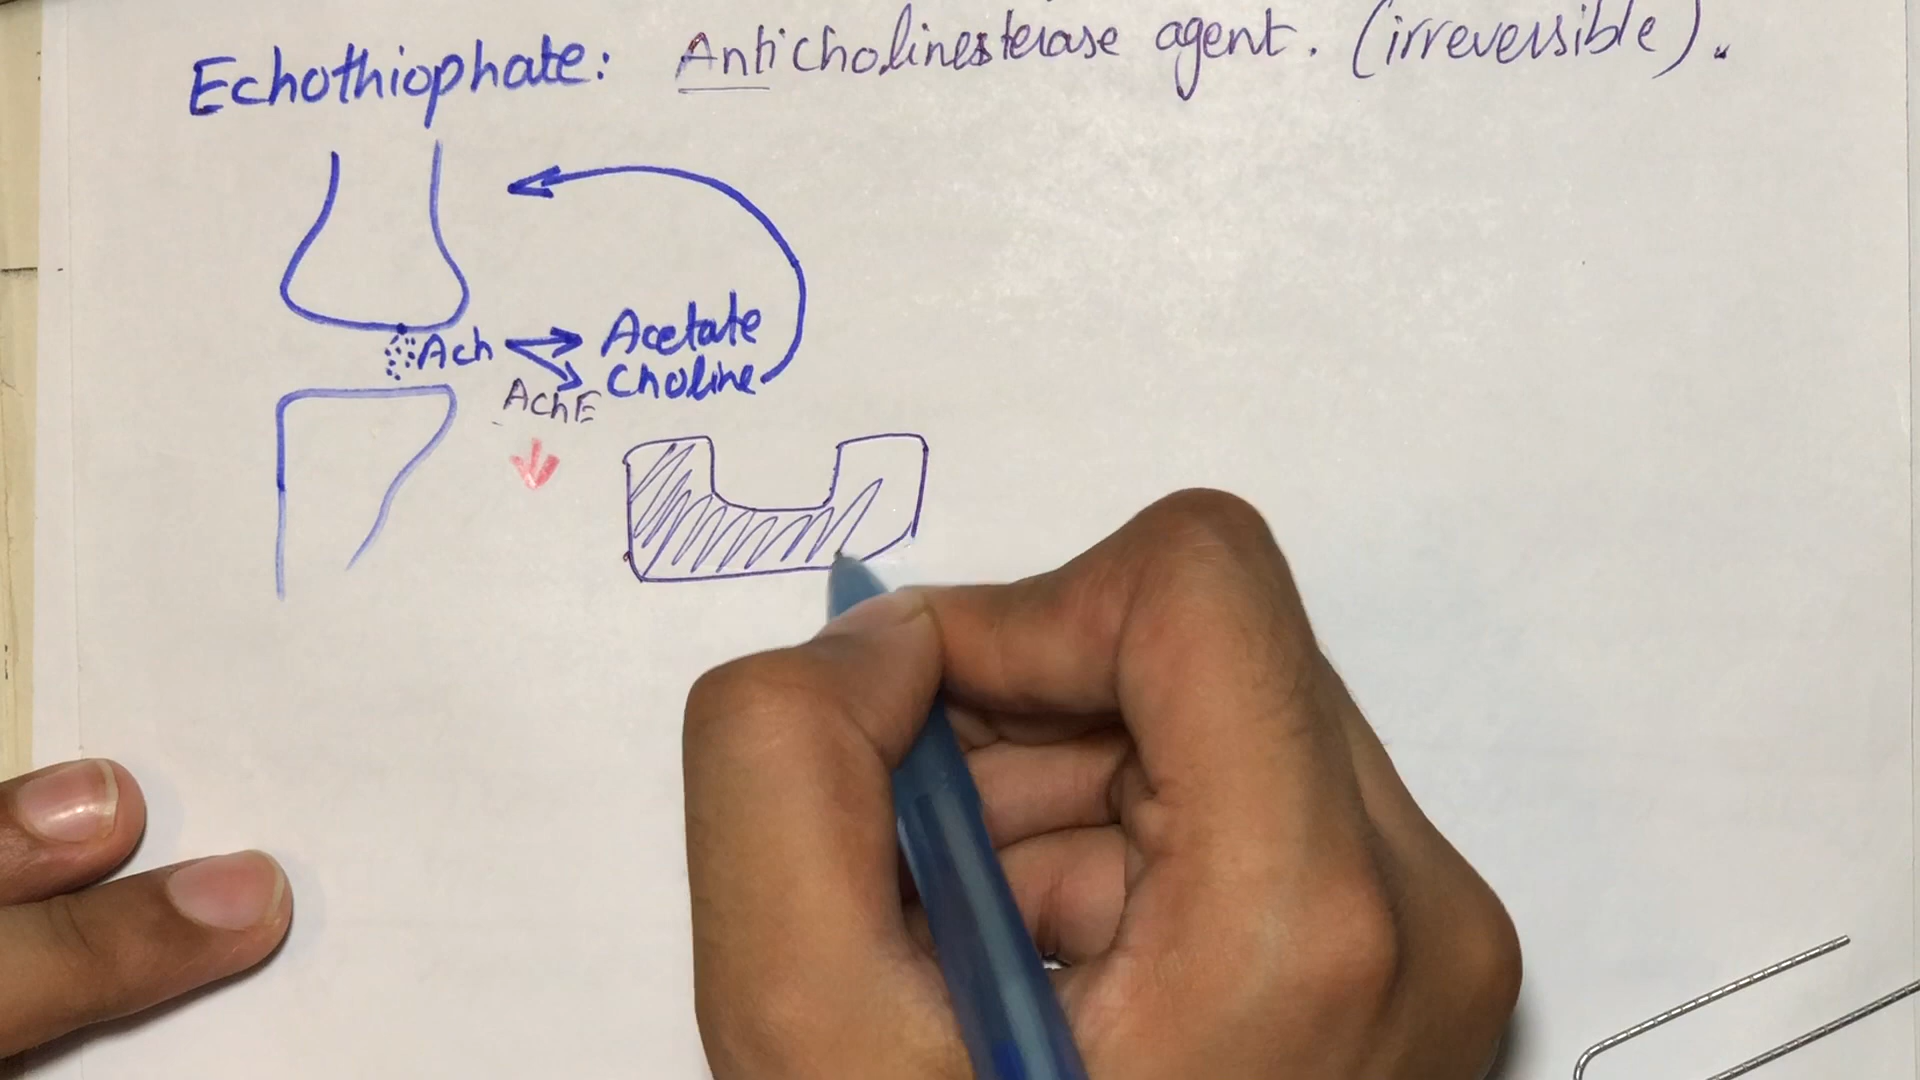 Echothiophate: Anticholinesterase agent. (irreversible).
Ach Acetate
Choline
AchE